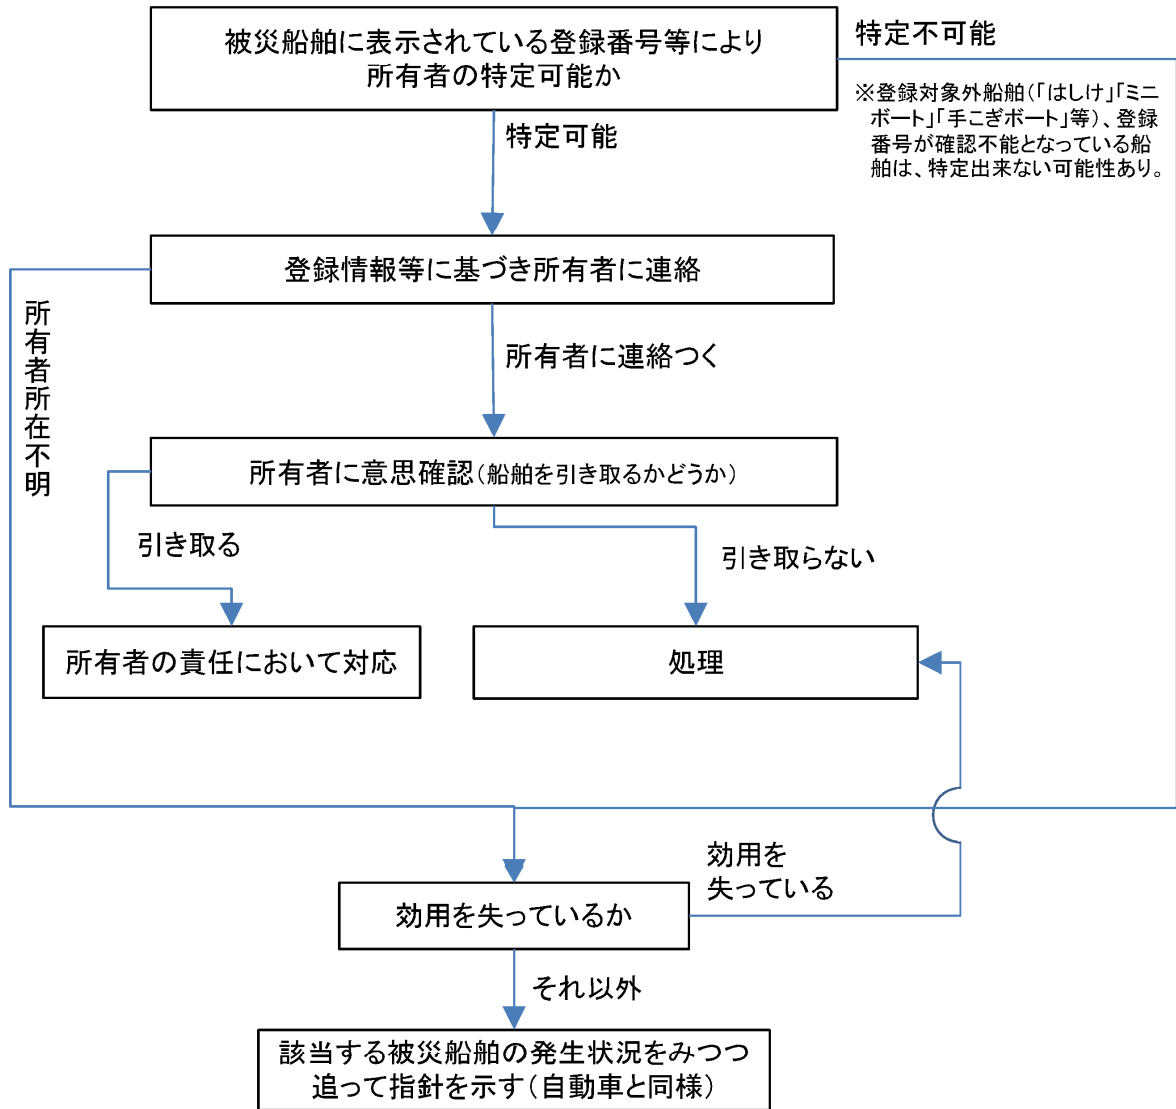 被災船舶に表示されている登録番号等により
所有者の特定可能か
特定不可能
※登録対象外船舶(「はしけ」「ミニ
ボート」「手こぎボート」等)、登録
番号が確認不能となっている船
舶は、特定出来ない可能性あり。
特定可能
登録情報等に基づき所有者に連絡
所有者所在不明
所有者に連絡つく
所有者に意思確認(船舶を引き取るかどうか)
引き取る
引き取らない
所有者の責任において対応
処理
効用を失っているか
効用を
失っている
それ以外
該当する被災船舶の発生状況をみつつ
追って指針を示す(自動車と同様)